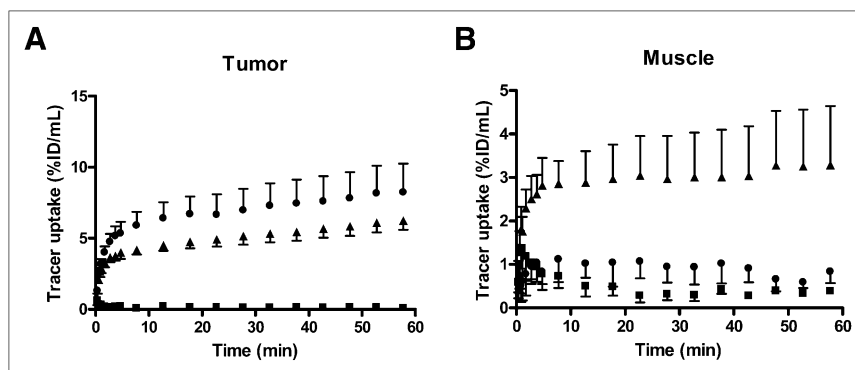 A
Tumor
Tracer uptake (%ID/mL)
15
10
5
0
0 10 20 30 40 50 60
Time (min)
B
Muscle
Tracer uptake (%ID/mL)
5
4
3
2
1
0
0 10 20 30 40 50 60
Time (min)